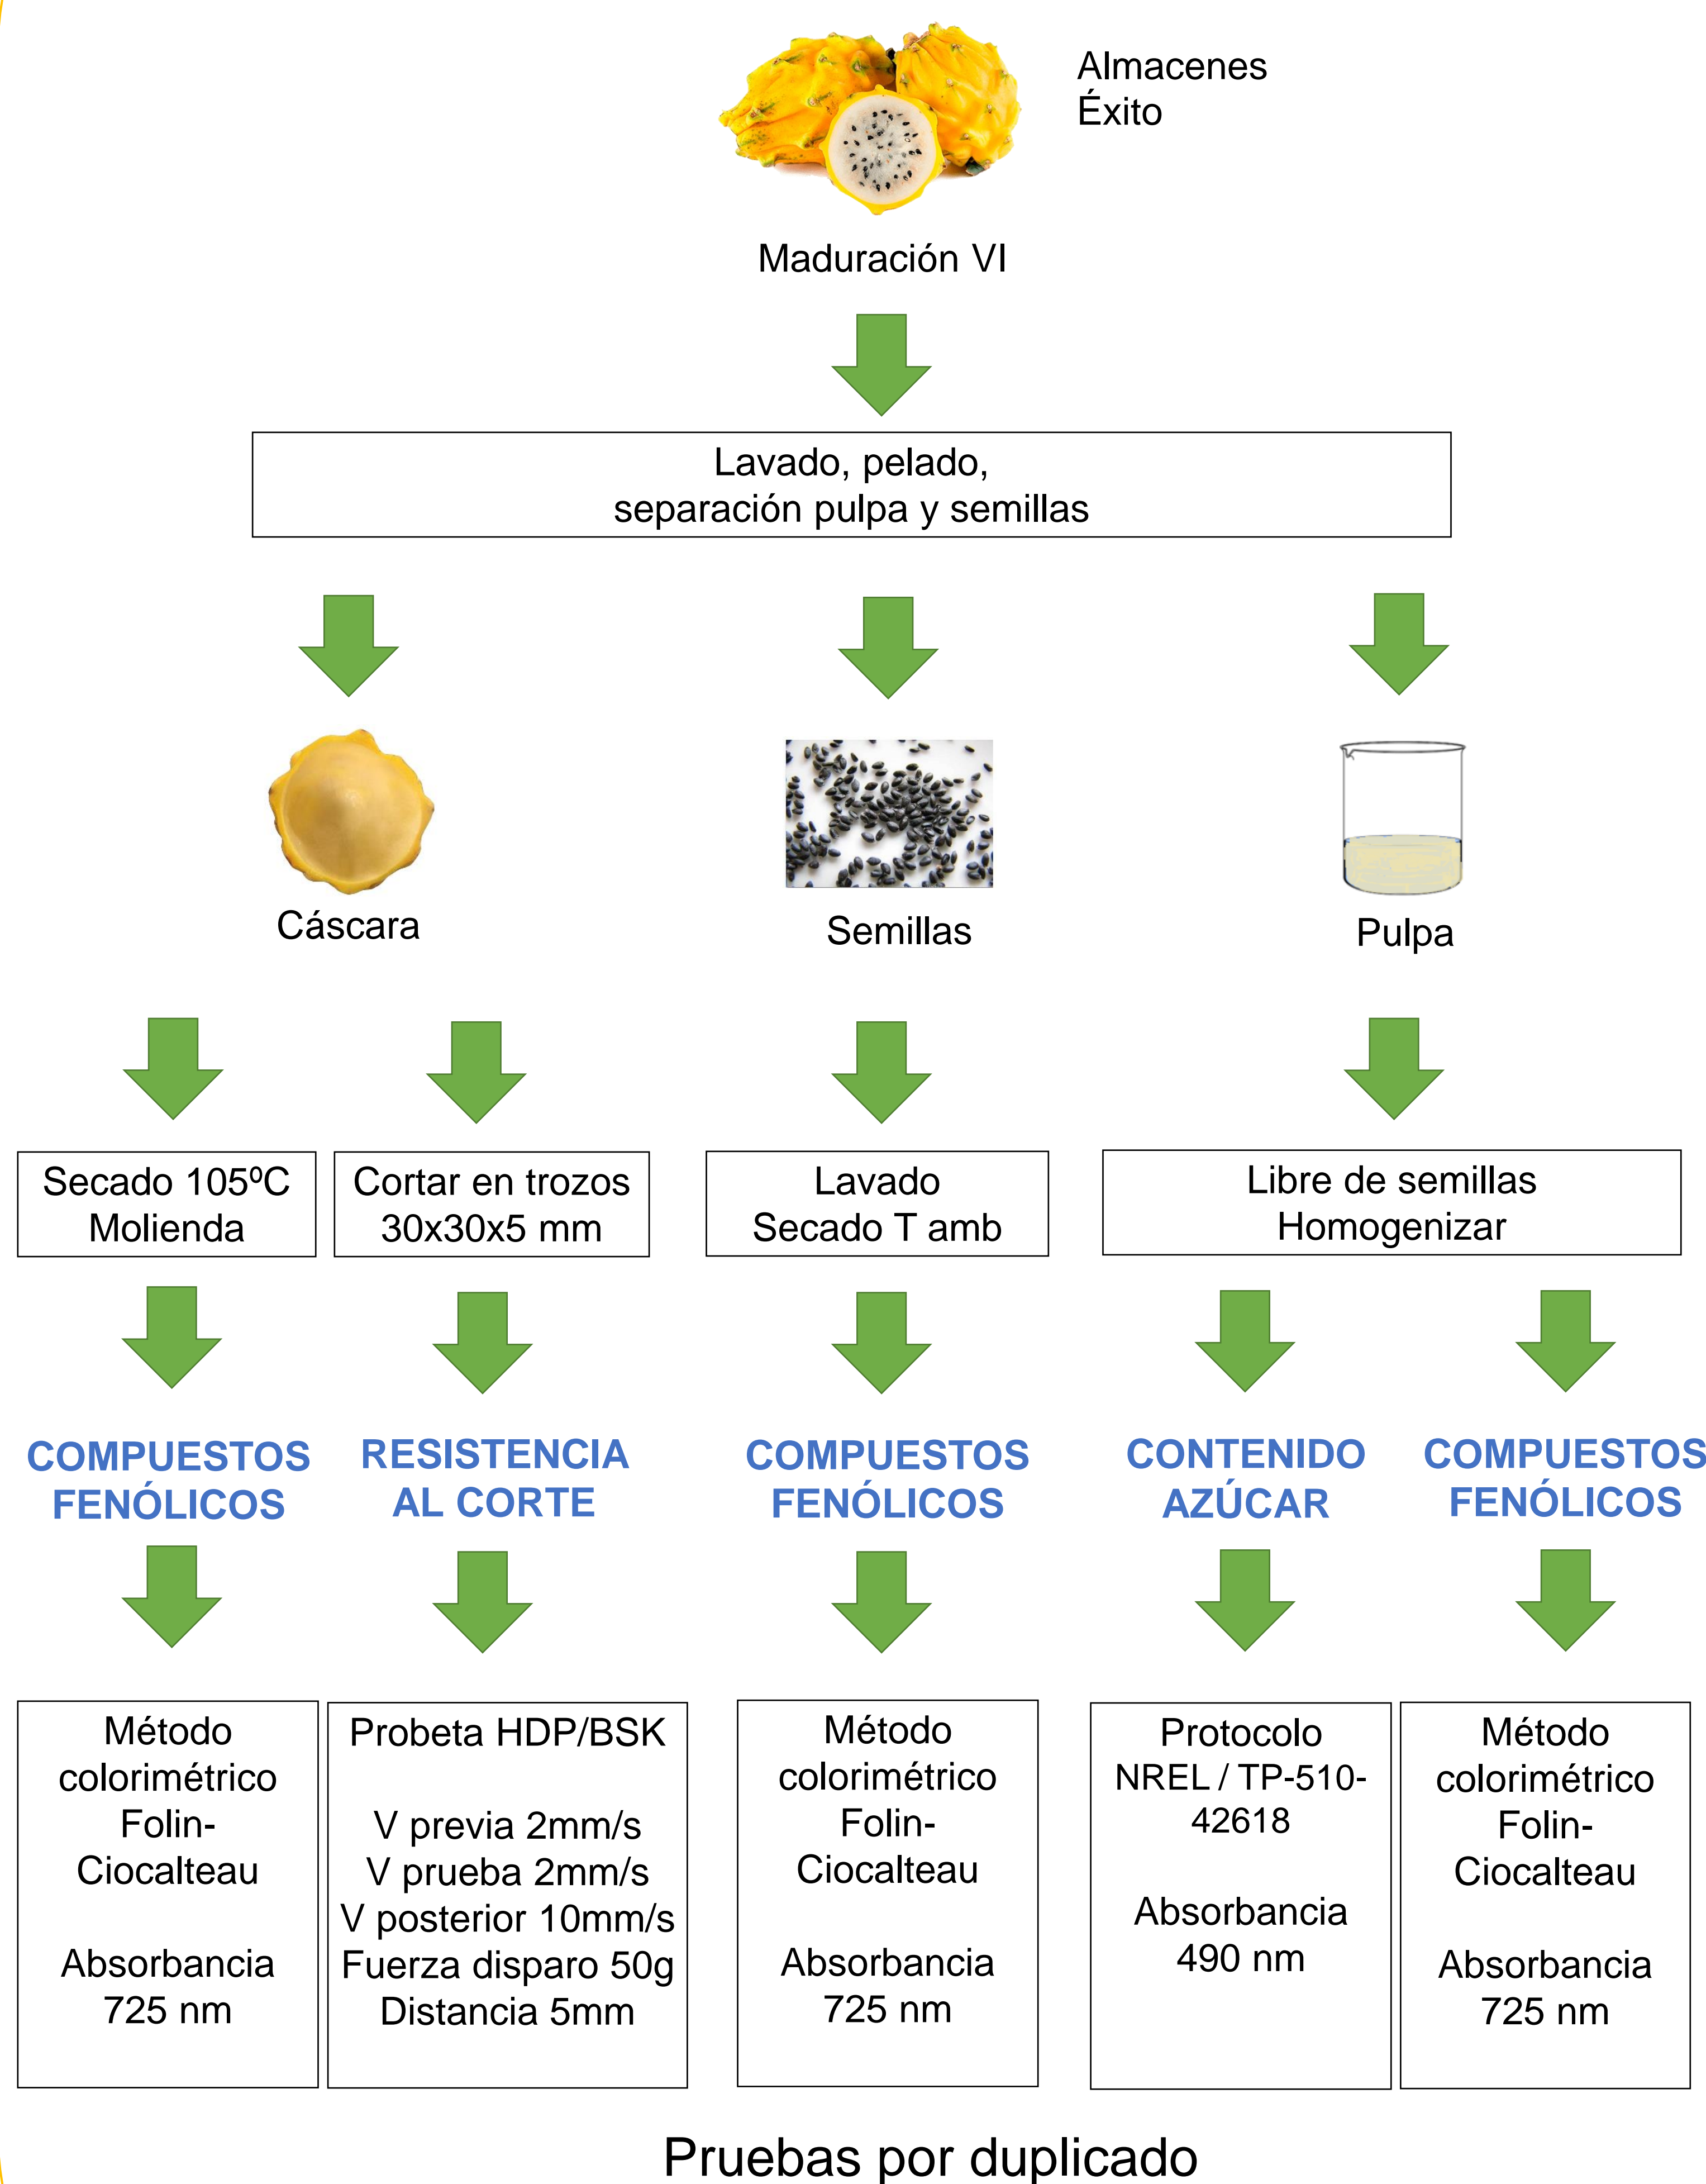 Almacenes
Éxito
Maduración VI
Lavado, pelado,
separación pulpa y semillas
Cáscara
Semillas
Pulpa
Secado 105ºC
Molienda
Cortar en trozos
30x30x5 mm
Lavado
Secado T amb
Libre de semillas
Homogenizar
COMPUESTOS
FENÓLICOS
RESISTENCIA
AL CORTE
COMPUESTOS
FENÓLICOS
CONTENIDO
AZÚCAR
COMPUESTOS
FENÓLICOS
Método
colorimétrico
Folin-
Ciocalteau
Absorbancia
725 nm
Probeta HDP/BSK
V previa 2mm/s
V prueba 2mm/s
V posterior 10mm/s
Fuerza disparo 50g
Distancia 5mm
Método
colorimétrico
Folin-
Ciocalteau
Absorbancia
725 nm
Protocolo
NREL / TP-510-
42618
Absorbancia
490 nm
Método
colorimétrico
Folin-
Ciocalteau
Absorbancia
725 nm
Pruebas por duplicado